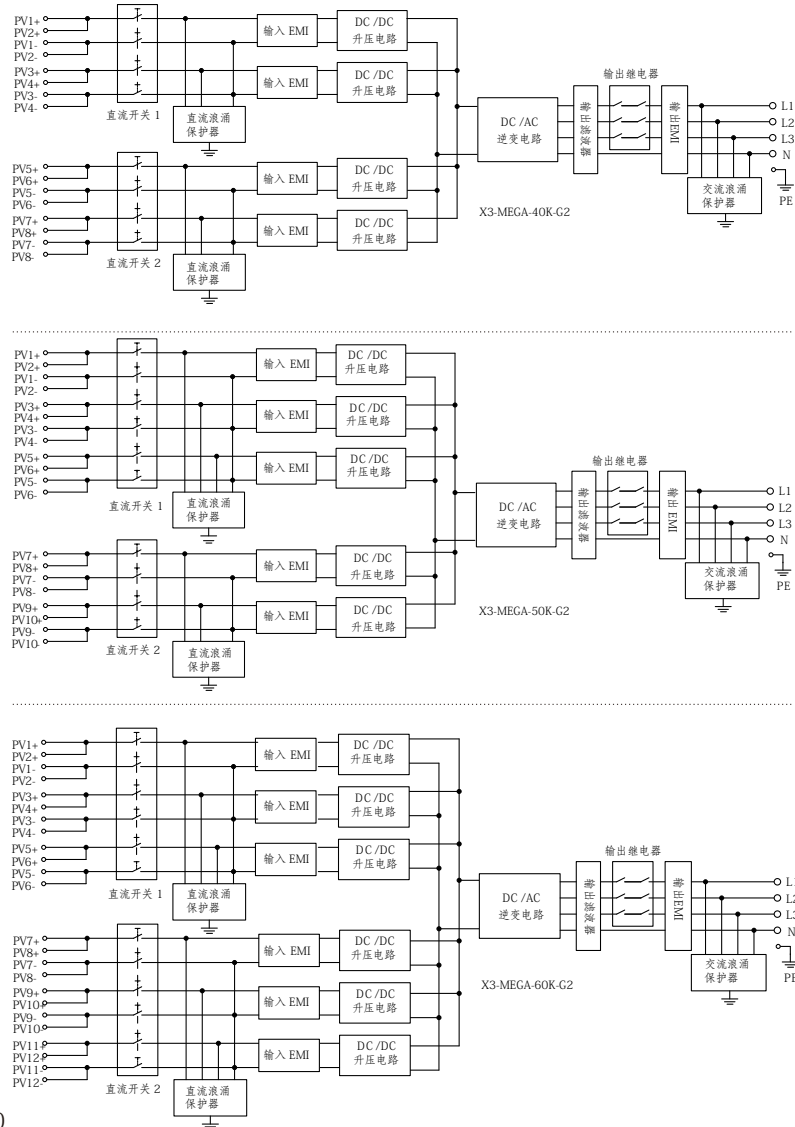 PV1+
PV2+
PV1-
PV2-
PV3+
PV4+
PV3-
PV4-
直流开关 1
直流浪涌
保护器
输入 EMI
DC /DC
升压电路
输入 EMI
DC /DC
升压电路
PV5+
PV6+
PV5-
PV6-
PV7+
PV8+
PV7-
PV8-
直流开关 2
直流浪涌
保护器
输入 EMI
DC /DC
升压电路
输入 EMI
DC /DC
升压电路
DC /AC
逆变电路
输出滤波器
输出继电器
输出EMI
L1
L2
L3
N
PE
交流浪涌
保护器
X3-MEGA-40K-G2
PV1+
PV2+
PV1-
PV2-
PV3+
PV4+
PV3-
PV4-
PV5+
PV6+
PV5-
PV6-
直流开关 1
直流浪涌
保护器
输入 EMI
DC /DC
升压电路
输入 EMI
DC /DC
升压电路
输入 EMI
DC /DC
升压电路
PV7+
PV8+
PV7-
PV8-
PV9+
PV10+
PV9-
PV10-
直流开关 2
直流浪涌
保护器
输入 EMI
DC /DC
升压电路
输入 EMI
DC /DC
升压电路
DC /AC
逆变电路
输出滤波器
输出继电器
输出 EMI
L1
L2
L3
N
PE
交流浪涌
保护器
X3-MEGA-50K-G2
PV1+
PV2+
PV1-
PV2-
PV3+
PV4+
PV3-
PV4-
PV5+
PV6+
PV5-
PV6-
直流开关 1
直流浪涌
保护器
输入 EMI
DC /DC
升压电路
输入 EMI
DC /DC
升压电路
输入 EMI
DC /DC
升压电路
PV7+
PV8+
PV7-
PV8-
PV9+
PV10+
PV9-
PV10-
PV11+
PV12+
PV11-
PV12-
直流开关 2
直流浪涌
保护器
输入 EMI
DC /DC
升压电路
输入 EMI
DC /DC
升压电路
输入 EMI
DC /DC
升压电路
DC /AC
逆变电路
输出滤波器
输出继电器
输出EMI
N
交流浪涌
保护器
X3-MEGA-60K-G2